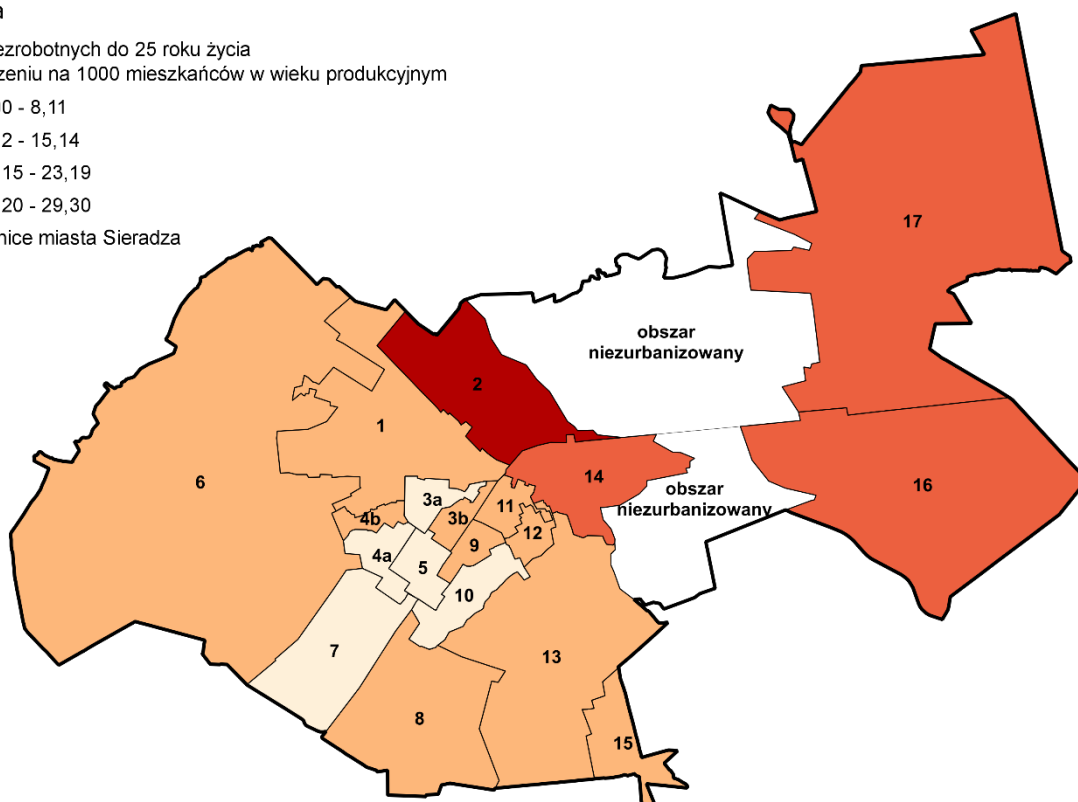 a
ezrobotnych do 25 roku życia
zeniu na 1000 mieszkańców w wieku produkcyjnym
0 - 8,11
2 - 15,14
15 - 23,19
20 - 29,30
nice miasta Sieradza
17
obszar
niezurbanizowany
2
1
14
16
6
3a
11
obszar
niezurbanizowany
4b
3b
12
9
4a
5
10
7
13
8
15